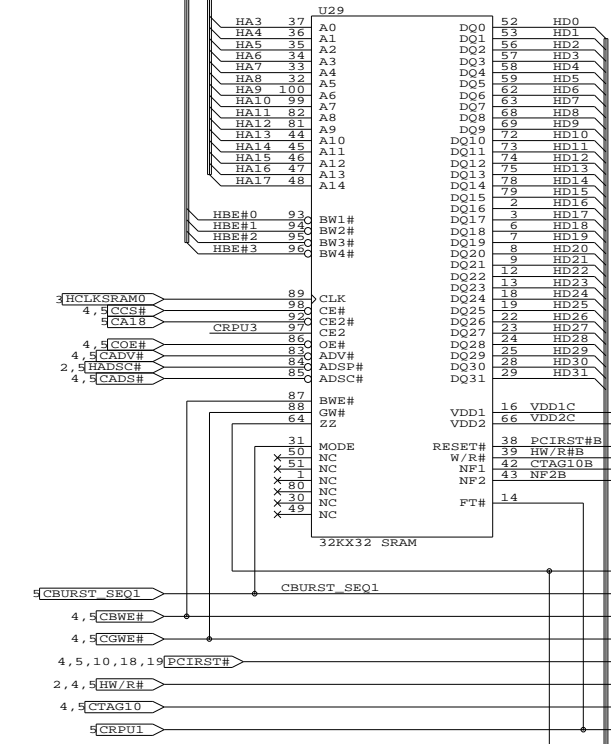 U29
HA3 37 A0 DQ0 52 HD0
HA4 36 A1 DQ1 53 HD1
HA5 35 A2 DQ2 56 HD2
HA6 34 A3 DQ3 57 HD3
HA7 33 A4 DQ4 58 HD4
HA8 32 A5 DQ5 59 HD5
HA9 100 A6 DQ6 62 HD6
HA10 99 A7 DQ7 63 HD7
HA11 82 A8 DQ8 68 HD8
HA12 81 A9 DQ9 69 HD9
HA13 44 A10 DQ10 72 HD10
HA14 45 A11 DQ11 73 HD11
HA15 46 A12 DQ12 74 HD12
HA16 47 A13 DQ13 75 HD13
HA17 48 A14 DQ14 78 HD14
DQ15 79 HD15
DQ16 2 HD16
HBE#0 93 BW1# DQ17 3 HD17
HBE#1 94 BW2# DQ18 6 HD18
HBE#2 95 BW3# DQ19 7 HD19
HBE#3 96 BW4# DQ20 8 HD20
DQ21 9 HD21
DQ22 12 HD22
DQ23 13 HD23
3 HCLKSRAM0 89 CLK DQ24 18 HD24
4,5 CCS# 98 CE# DQ25 19 HD25
5 CA18 92 CE2# DQ26 22 HD26
CRPU3 97 CE2 DQ27 23 HD27
4,5 COE# 86 OE# DQ28 24 HD28
4,5 CADV# 83 ADV# DQ29 25 HD29
2,5 HADSC# 84 ADSP# DQ30 28 HD30
4,5 CADS# 85 ADSC# DQ31 29 HD31
87 BWE#
88 GW# VDD1 16 VDD1C
64 ZZ VDD2 66 VDD2C
31 MODE RESET# 38 PCIRST#B
50 NC W/R# 39 HW/R#B
51 NC NF1 42 CTAG10B
1 NC NF2 43 NF2B
80 NC
30 NC FT# 14
49 NC
32KX32 SRAM
5 CBURST_SEQ1 CBURST_SEQ1
4,5 CBWE#
4,5 CGWE#
4,5,10,18,19 PCIRST#
2,4,5 HW/R#
4,5 CTAG10
5 CRPU1